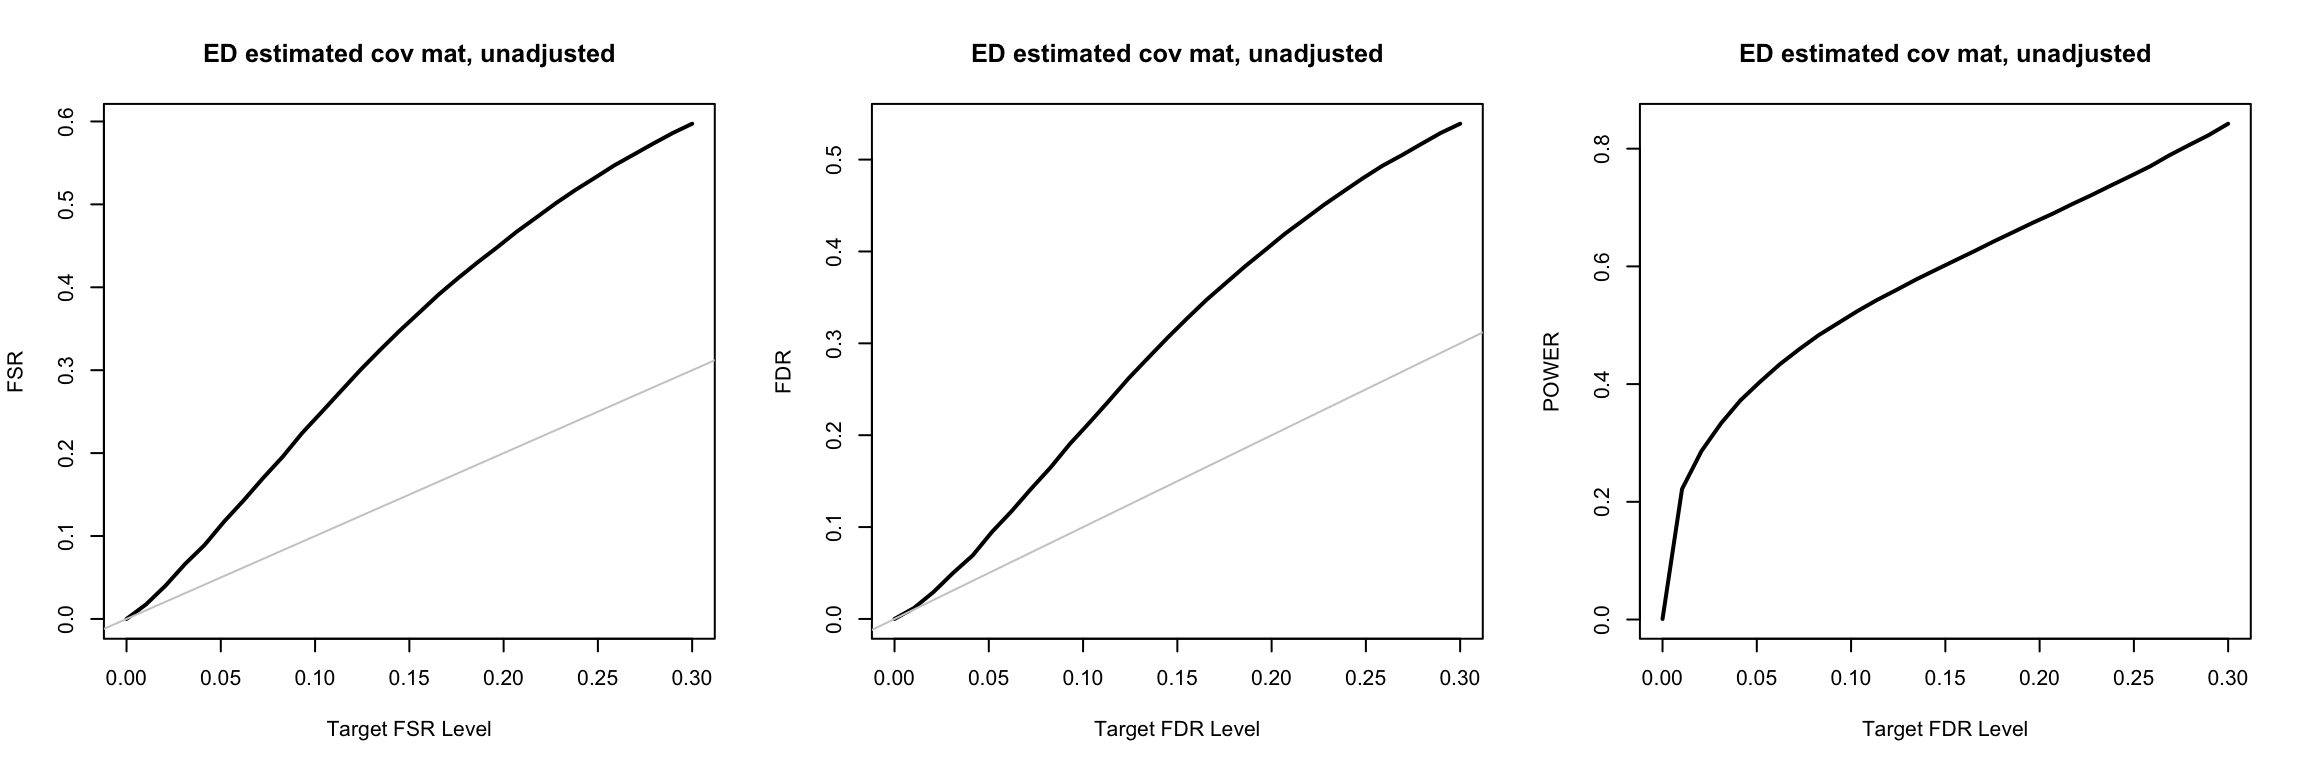 ED estimated cov mat, unadjusted
FSR
0.0 0.1 0.2 0.3 0.4 0.5 0.6
0.00 0.05 0.10 0.15 0.20 0.25 0.30
Target FSR Level
ED estimated cov mat, unadjusted
FDR
0.0 0.1 0.2 0.3 0.4 0.5
0.00 0.05 0.10 0.15 0.20 0.25 0.30
Target FDR Level
ED estimated cov mat, unadjusted
POWER
0.0 0.2 0.4 0.6 0.8
0.00 0.05 0.10 0.15 0.20 0.25 0.30
Target FDR Level